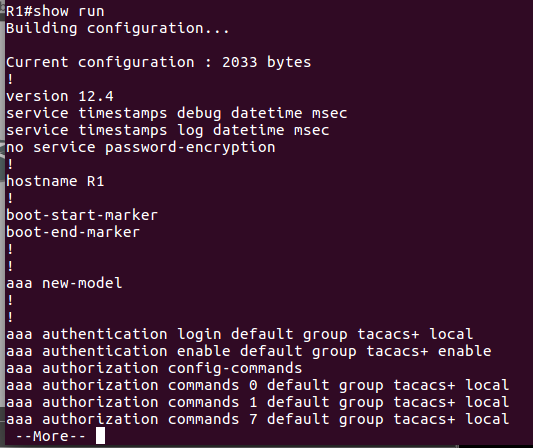 R1#show run
Building configuration...
Current configuration : 2033 bytes
!
version 12.4
service timestamps debug datetime msec
service timestamps log datetime msec
no service password-encryption
!
hostname R1
!
boot-start-marker
boot-end-marker
!
!
aaa new-model
!
!
aaa authentication login default group tacacs+ local
aaa authentication enable default group tacacs+ enable
aaa authorization config-commands
aaa authorization commands 0 default group tacacs+ local
aaa authorization commands 1 default group tacacs+ local
aaa authorization commands 7 default group tacacs+ local
--More--